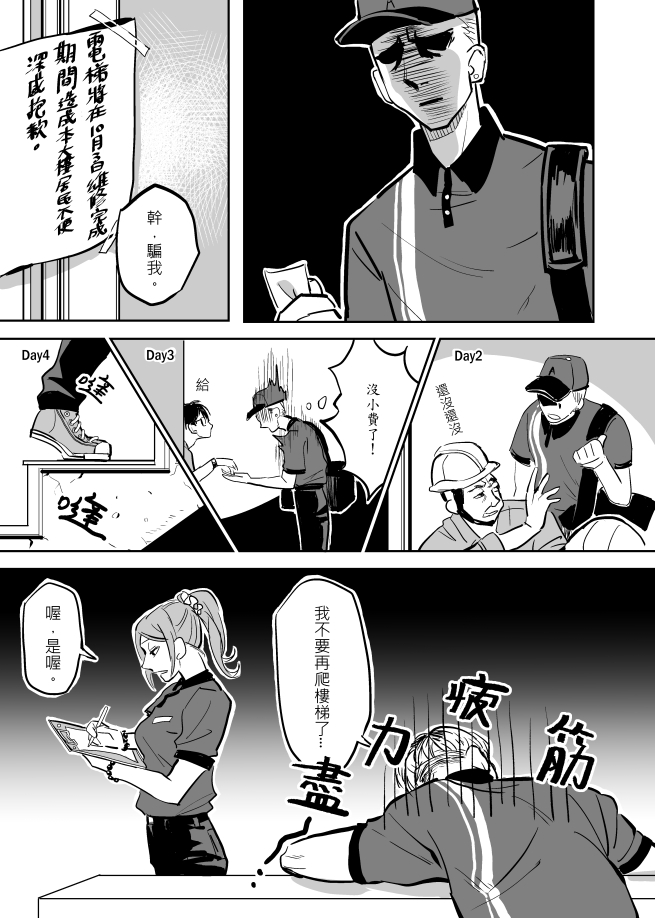 電梯將在10月3日維修完成
期間造成本大樓居民不便
深感抱歉。
幹，騙我。
Day2
還沒還沒
Day3
沒小費了！
給
Day4
噠
噠
我不要再爬樓梯了…
筋
疲
力
盡
喔，是喔。